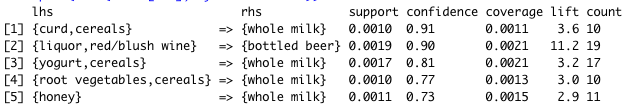 lhs rhs support confidence coverage lift count
[1] {curd,cereals} => {whole milk} 0.0010 0.91 0.0011 3.6 10
[2] {liquor,red/blush wine} => {bottled beer} 0.0019 0.90 0.0021 11.2 19
[3] {yogurt,cereals} => {whole milk} 0.0017 0.81 0.0021 3.2 17
[4] {root vegetables,cereals} => {whole milk} 0.0010 0.77 0.0013 3.0 10
[5] {honey} => {whole milk} 0.0011 0.73 0.0015 2.9 11